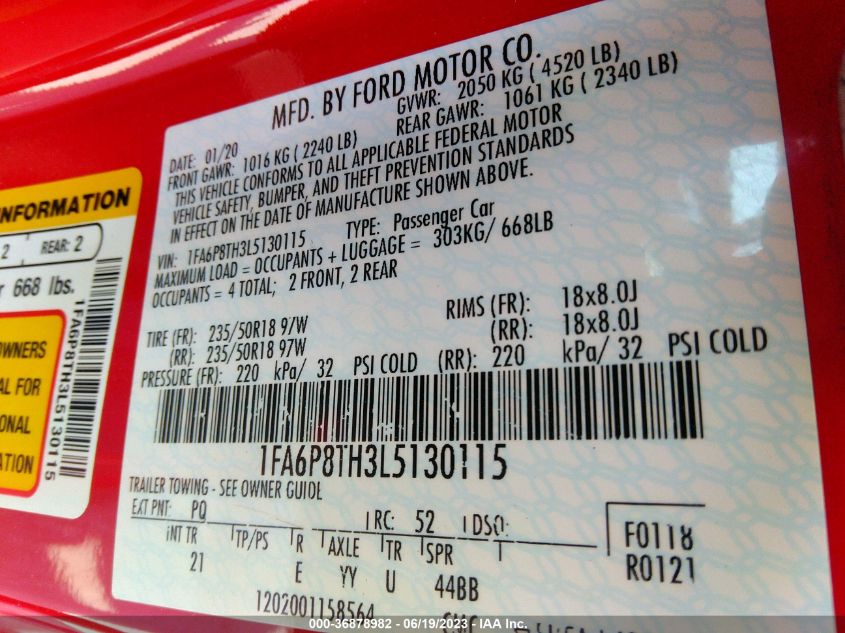 MFD. BY FORD MOTOR CO.
DATE: 01/20 GVWR: 2050 KG ( 4520 LB)
FRONT GAWR: 1016 KG ( 2240 LB) REAR GAWR: 1061 KG ( 2340 LB)
THIS VEHICLE CONFORMS TO ALL APPLICABLE FEDERAL MOTOR
VEHICLE SAFETY, BUMPER, AND THEFT PREVENTION STANDARDS
IN EFFECT ON THE DATE OF MANUFACTURE SHOWN ABOVE.
VIN: 1FA6P8TH3L5130115 TYPE: Passenger Car
MAXIMUM LOAD = OCCUPANTS + LUGGAGE = 303KG/ 668LB
OCCUPANTS = 4 TOTAL; 2 FRONT, 2 REAR
TIRE (FR): 235/50R18 97W RIMS (FR): 18x8.0J
(RR): 235/50R18 97W (RR): 18x8.0J
PRESSURE (FR): 220 kPa/ 32 PSI COLD (RR): 220 kPa/ 32 PSI COLD
1FA6P8TH3L5130115
TRAILER TOWING - SEE OWNER GUIDE
EXT PNT: PQ RC: 52 DSO:
INT TR TP/PS R AXLE TR SPR
21 E YY U 44BB
F0118
R0121
1202001158564
INFORMATION
2 REAR: 2
668 lbs.
OWNERS
FOR
1FA6P8TH3L5130115
000-36878982 - 06/19/2023 - IAA Inc.